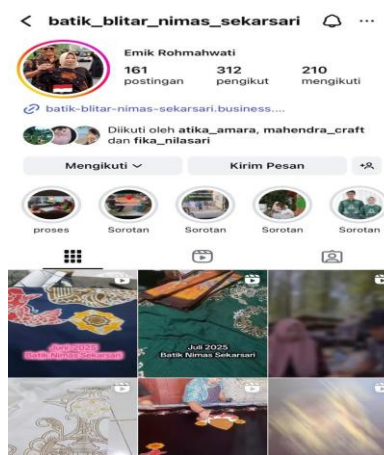 batik_blitar_nimas_sekarsari
Emik Rohmahwati
161 312 210
postingan pengikut mengikuti
batik-blitar-nimas-sekarsari.business....
Diikuti oleh atika_amara, mahendra_craft
dan fika_nilasari
Mengikuti Kirim Pesan
proses Sorotan Sorotan Sorotan Sorotan
Juni 2025
Batik Nimas Sekarsari
Juli 2025
Batik Nimas Sekarsari